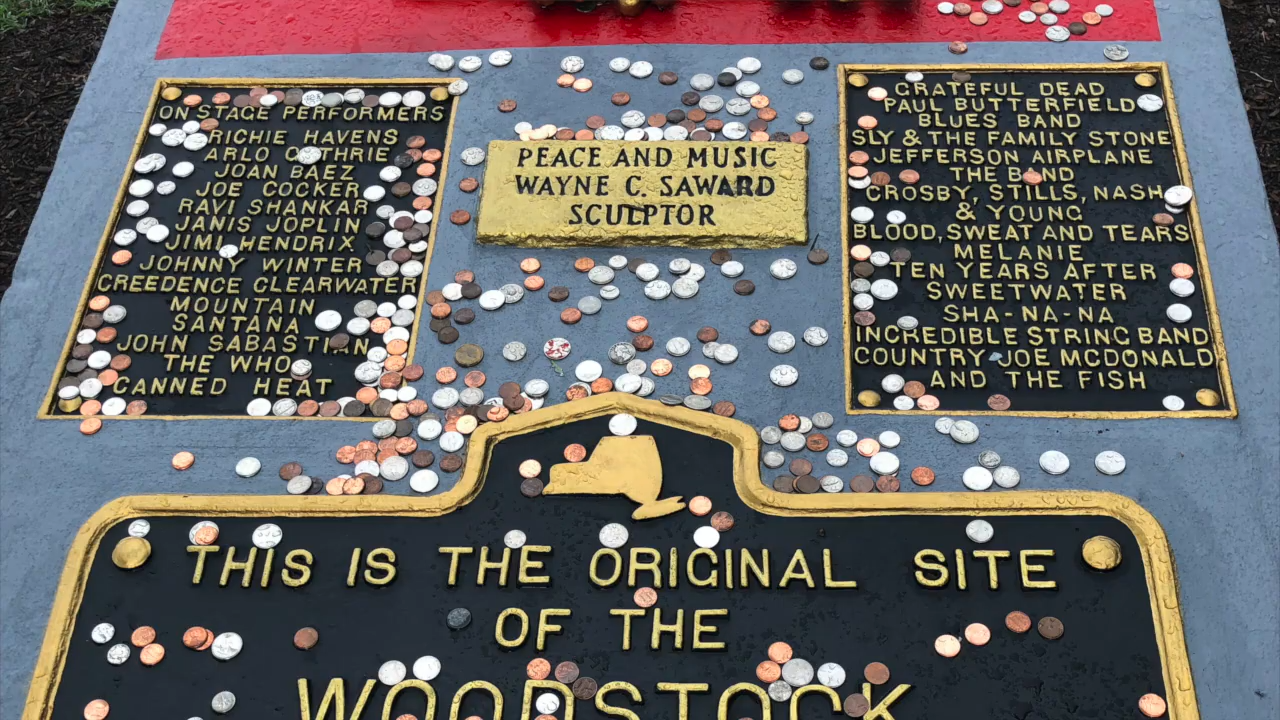 ON STAGE PERFORMERS
RICHIE HAVENS
ARLO GUTHRIE
JOAN BAEZ
JOE COCKER
RAVI SHANKAR
JANIS JOPLIN
JIMI HENDRIX
JOHNNY WINTER
CREEDENCE CLEARWATER
MOUNTAIN
SANTANA
JOHN SABASTIAN
THE WHO
CANNED HEAT
PEACE AND MUSIC
WAYNE C. SAWARD
SCULPTOR
GRATEFUL DEAD
PAUL BUTTERFIELD
BLUES BAND
SLY & THE FAMILY STONE
JEFFERSON AIRPLANE
THE BAND
CROSBY, STILLS, NASH
& YOUNG
BLOOD, SWEAT AND TEARS
MELANIE
TEN YEARS AFTER
SWEETWATER
SHA-NA-NA
INCREDIBLE STRING BAND
COUNTRY JOE MCDONALD
AND THE FISH
THIS IS THE ORIGINAL SITE
OF THE
WOODSTOCK